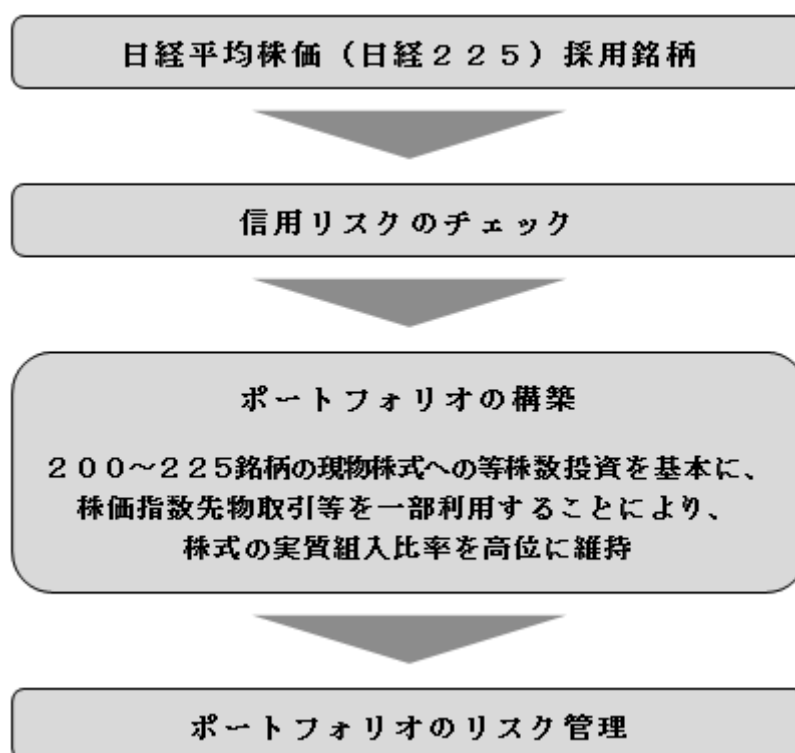 日経平均株価（日経２２５）採用銘柄
信用リスクのチェック
ポートフォリオの構築
２００～２２５銘柄の現物株式への等株数投資を基本に、
株価指数先物取引等を一部利用することにより、
株式の実質組入比率を高位に維持
ポートフォリオのリスク管理